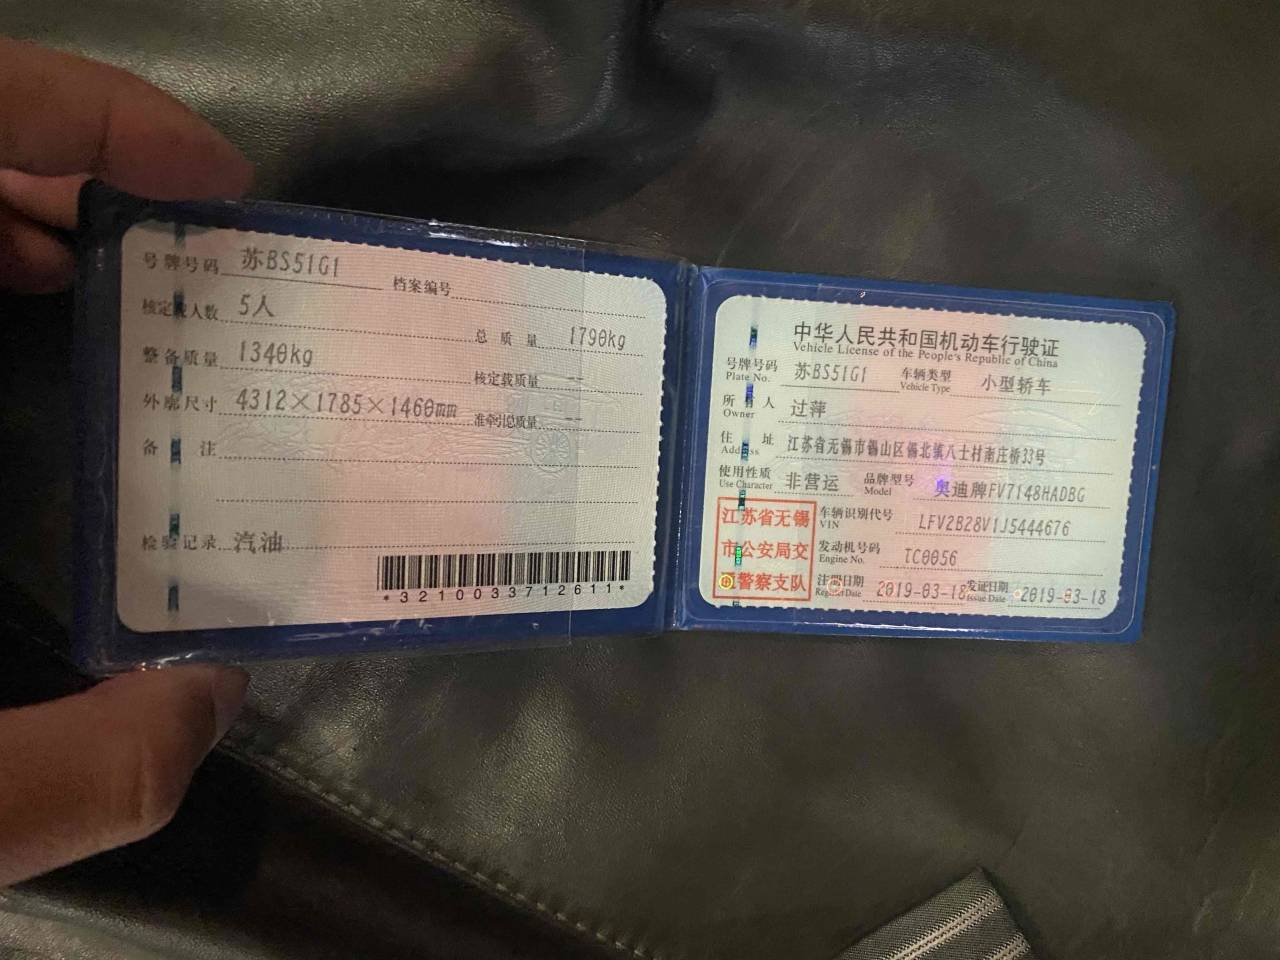 号牌号码 苏BS51G1 档案编号
核定载人数 5人 总质量 1790kg
整备质量 1340kg 核定载质量 --
外廓尺寸 4312×1785×1460mm 准牵引总质量 --
备 注
检验记录 汽油
*3210033712611*
中华人民共和国机动车行驶证
Vehicle License of the People's Republic of China
号牌号码 苏BS51G1 车辆类型 小型轿车
Plate No. Vehicle Type
所有人 过萍
Owner
住 址 江苏省无锡市锡山区锡北镇八士村南庄桥33号
Address
使用性质 非营运 品牌型号 奥迪牌FV7148HADBG
Use Character Model
江苏省无锡 车辆识别代号 LFV2B28V1J5444676
VIN
市公安局交 发动机号码 TC0056
Engine No.
通警察支队 注册日期 2019-03-18 发证日期 2019-03-18
Register Date Issue Date